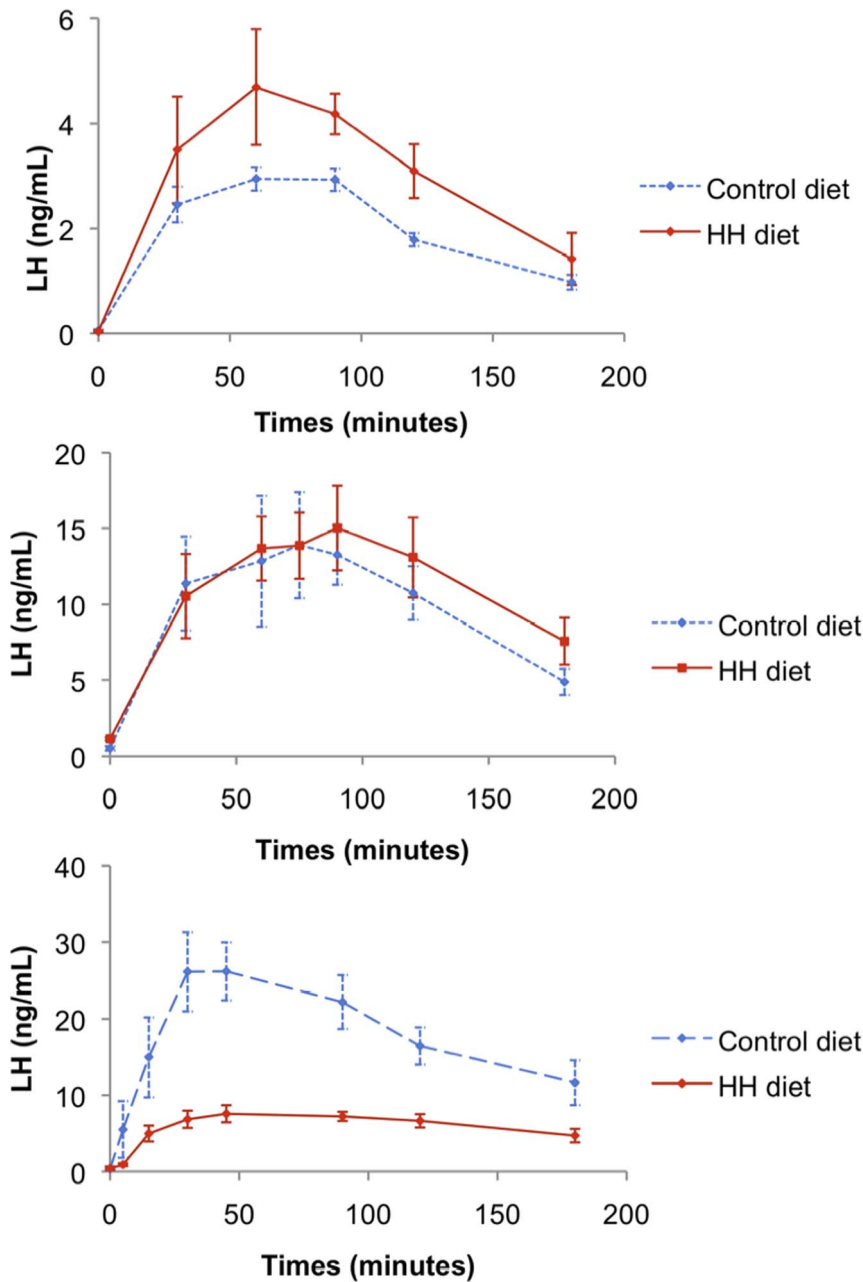 6
4
2
0
LH (ng/mL)
0 50 100 150 200
Times (minutes)
Control diet
HH diet
20
15
10
5
0
LH (ng/mL)
0 50 100 150 200
Times (minutes)
Control diet
HH diet
40
30
20
10
0
LH (ng/mL)
0 50 100 150 200
Times (minutes)
Control diet
HH diet